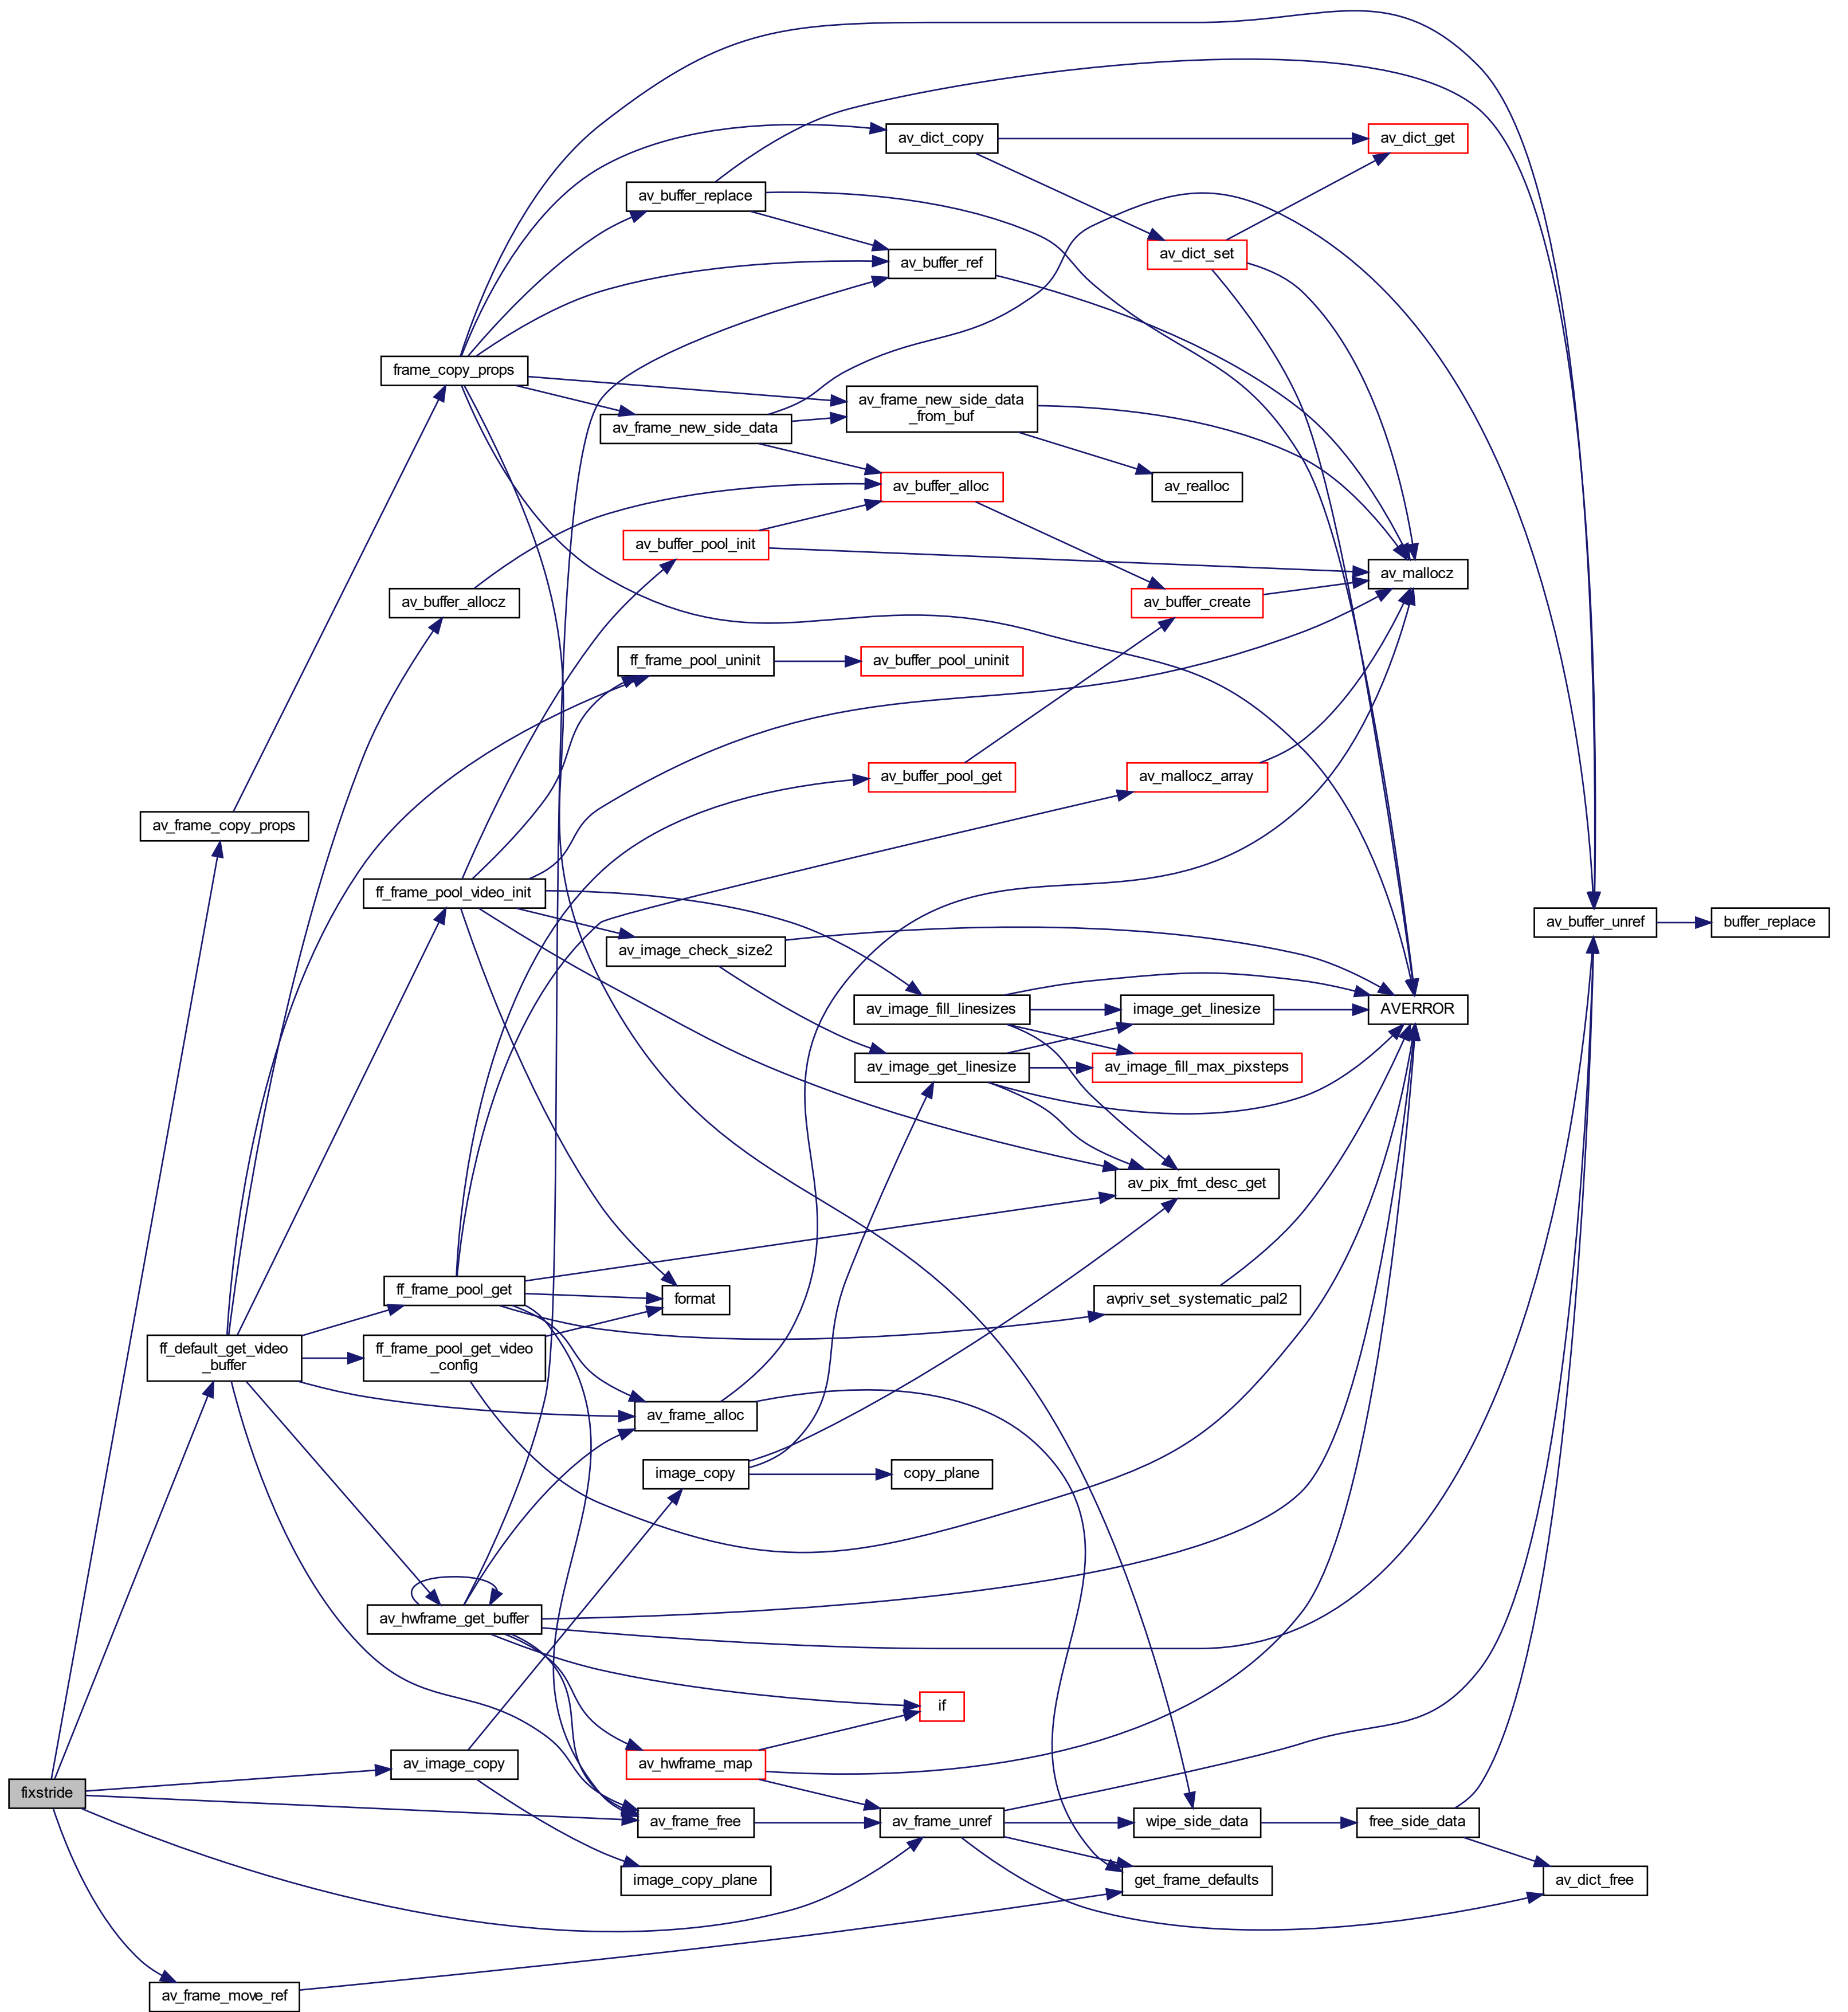 av_dict_copy
av_dict_get
av_buffer_replace
av_dict_set
av_buffer_ref
frame_copy_props
av_frame_new_side_data
_from_buf
av_frame_new_side_data
av_realloc
av_buffer_alloc
av_buffer_pool_init
av_mallocz
av_buffer_allocz
av_buffer_create
ff_frame_pool_uninit
av_buffer_pool_uninit
av_buffer_pool_get
av_mallocz_array
av_frame_copy_props
ff_frame_pool_video_init
av_buffer_unref
buffer_replace
av_image_check_size2
av_image_fill_linesizes
image_get_linesize
AVERROR
av_image_get_linesize
av_image_fill_max_pixsteps
av_pix_fmt_desc_get
ff_frame_pool_get
format
avpriv_set_systematic_pal2
ff_default_get_video
_buffer
ff_frame_pool_get_video
_config
av_frame_alloc
image_copy
copy_plane
av_hwframe_get_buffer
if
av_image_copy
av_hwframe_map
fixstride
av_frame_free
av_frame_unref
wipe_side_data
free_side_data
image_copy_plane
get_frame_defaults
av_dict_free
av_frame_move_ref